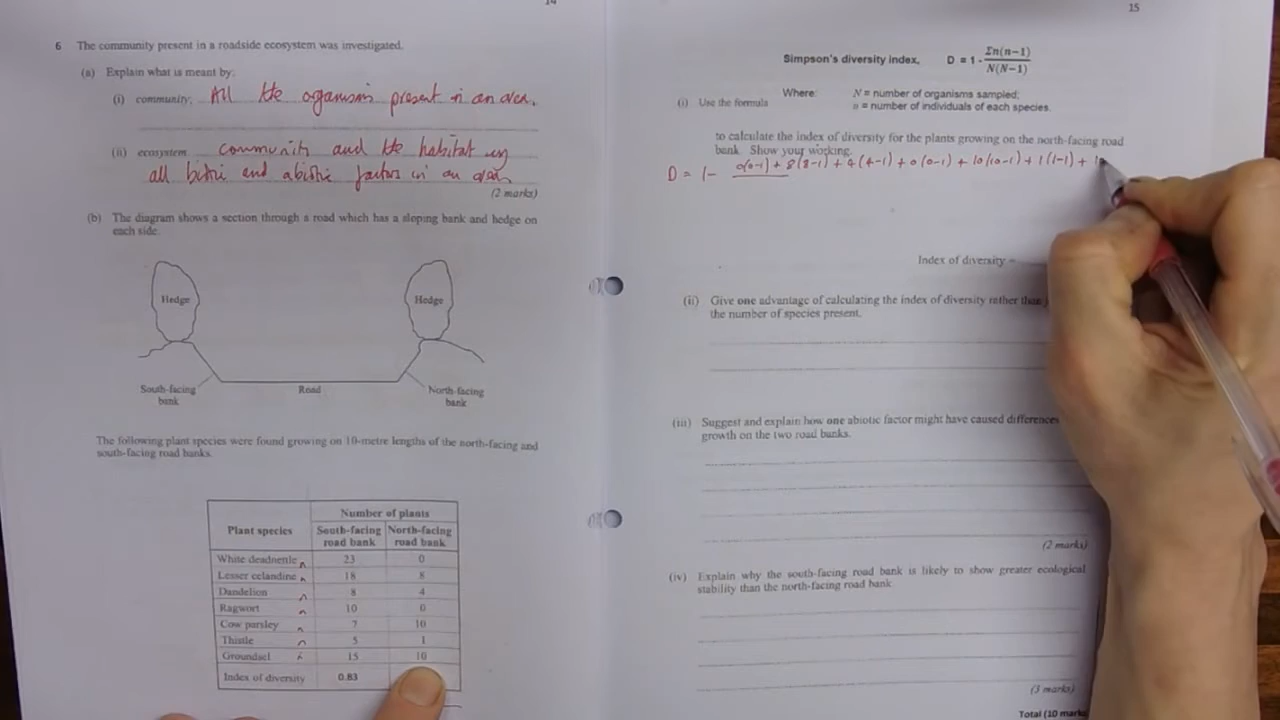 14
6 The community present in a roadside ecosystem was investigated.
(a) Explain what is meant by:
(i) community; All the organisms present in an area.
(ii) ecosystem community and the habitat
all biotic and abiotic factors in an area
(2 marks)
(b) The diagram shows a section through a road which has a sloping bank and hedge on
each side.
Hedge Hedge
South-facing bank Road North-facing bank
The following plant species were found growing on 10-metre lengths of the north-facing and
south-facing road banks.
Plant species Number of plants
South-facing road bank North-facing road bank
White deadnettle 23 0
Lesser celandine 18 8
Dandelion 8 4
Ragwort 10 0
Cow parsley 7 10
Thistle 5 1
Groundsel 15 10
Index of diversity 0.83
15
Simpson's diversity index, D = 1 - Σn(n−1) / N(N−1)
(i) Use the formula Where: N = number of organisms sampled;
n = number of individuals of each species.
to calculate the index of diversity for the plants growing on the north-facing road
bank. Show your working.
D = 1 - 0(0-1) + 8(8-1) + 4(4-1) + 0(0-1) + 10(10-1) + 1(1-1) +
Index of diversity =
(ii) Give one advantage of calculating the index of diversity rather than
the number of species present.
(iii) Suggest and explain how one abiotic factor might have caused differences
growth on the two road banks.
(2 marks)
(iv) Explain why the south-facing road bank is likely to show greater ecological
stability than the north-facing road bank.
(3 marks)
Total (10 marks